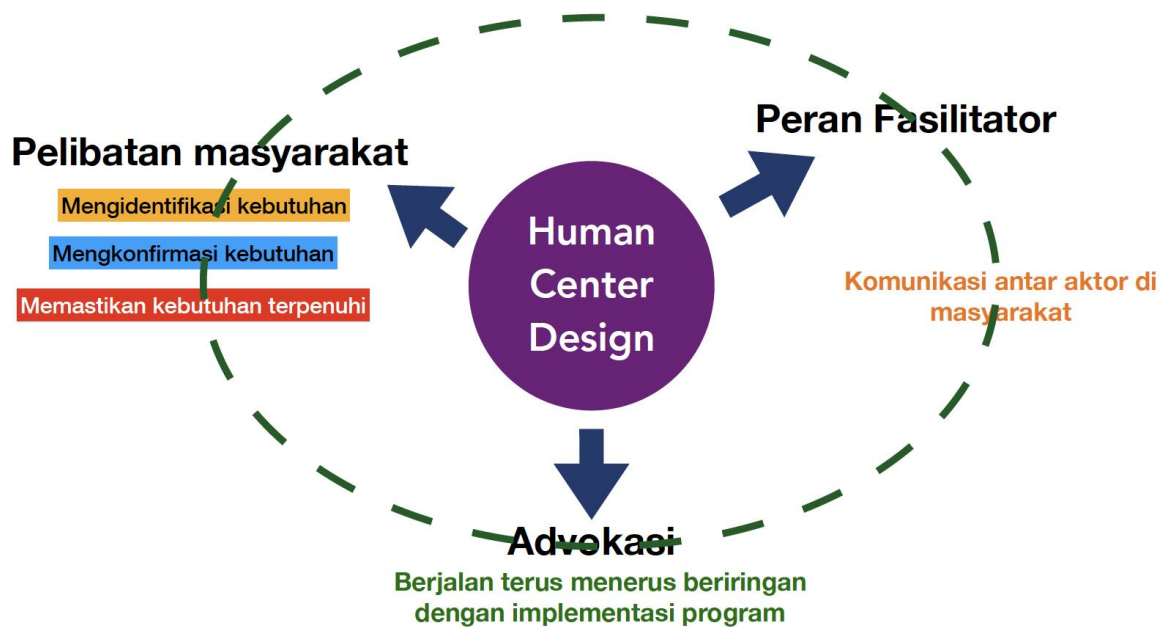 Peran Fasilitator
Pelibatan masyarakat
Mengidentifikasi kebutuhan
Mengkonfirmasi kebutuhan
Memastikan kebutuhan terpenuhi
Human
Center
Design
Komunikasi antar aktor di
masyarakat
Advokasi
Berjalan terus menerus beriringan
dengan implementasi program